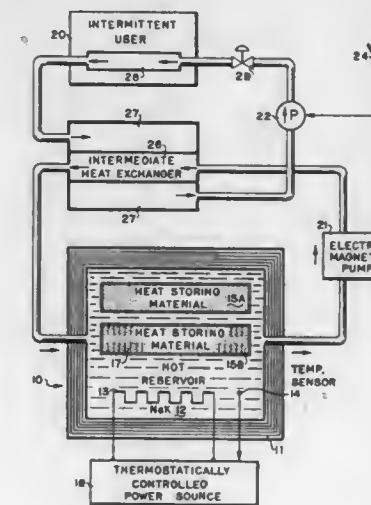 INTERMITTENT
USER
20
28
29
24
22
P
27
26
INTERMEDIATE
HEAT EXCHANGER
27
21
ELECTR
MAGNET
PUMP
HEAT STORING
MATERIAL
15A
HEAT STORING
MATERIAL
17
15B
HOT
RESERVOIR
TEMP.
SENSOR
10
13
14
NaK
12
11
THERMOSTATICALLY
CONTROLLED
POWER SOURCE
18